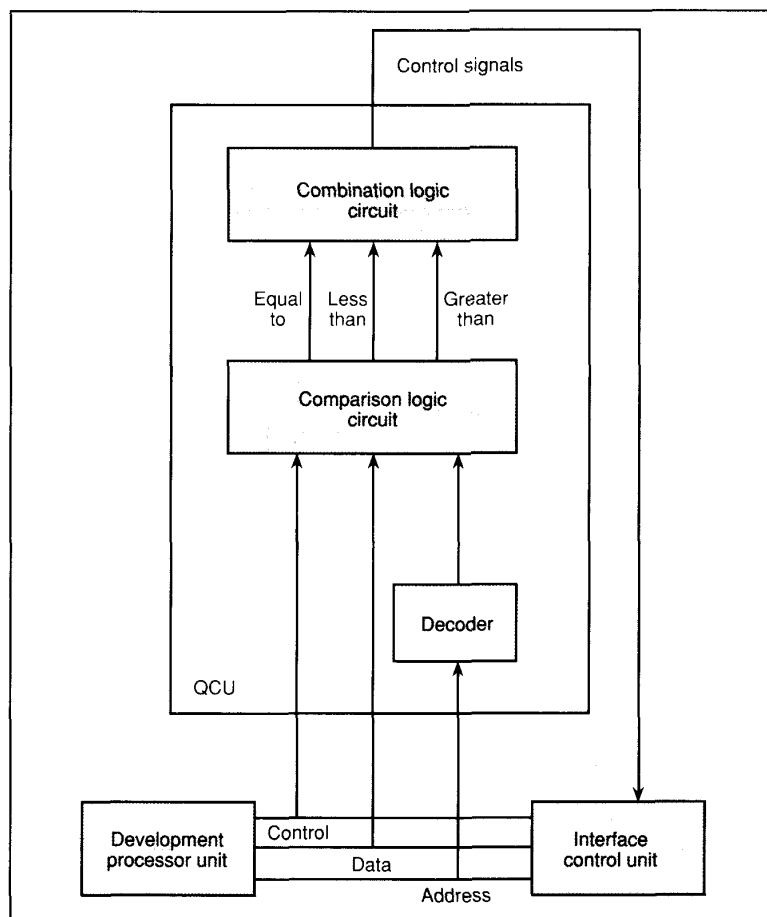 Control signals
Combination logic
circuit
Equal
to
Less
than
Greater
than
Comparison logic
circuit
Decoder
QCU
Development
processor unit
Control
Data
Address
Interface
control unit